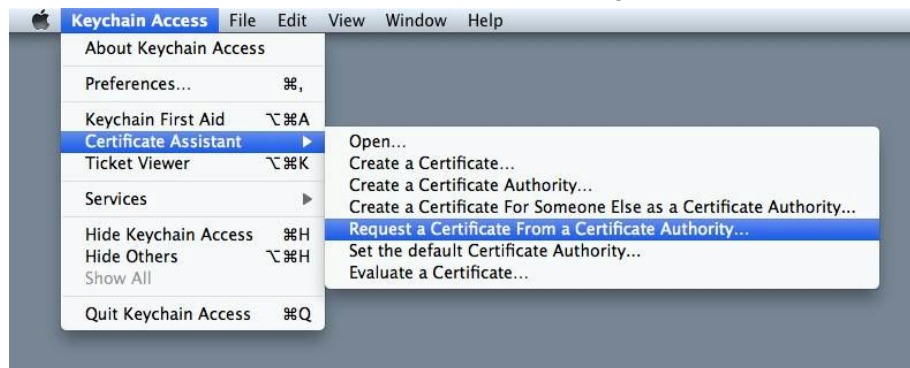 Keychain Access File Edit View Window Help
About Keychain Access
Preferences... ⌘,
Keychain First Aid ⌥⌘A
Certificate Assistant ▶
Ticket Viewer ⌥⌘K
Services ▶
Hide Keychain Access ⌘H
Hide Others ⌥⌘H
Show All
Quit Keychain Access ⌘Q
Open...
Create a Certificate...
Create a Certificate Authority...
Create a Certificate For Someone Else as a Certificate Authority...
Request a Certificate From a Certificate Authority...
Set the default Certificate Authority...
Evaluate a Certificate...